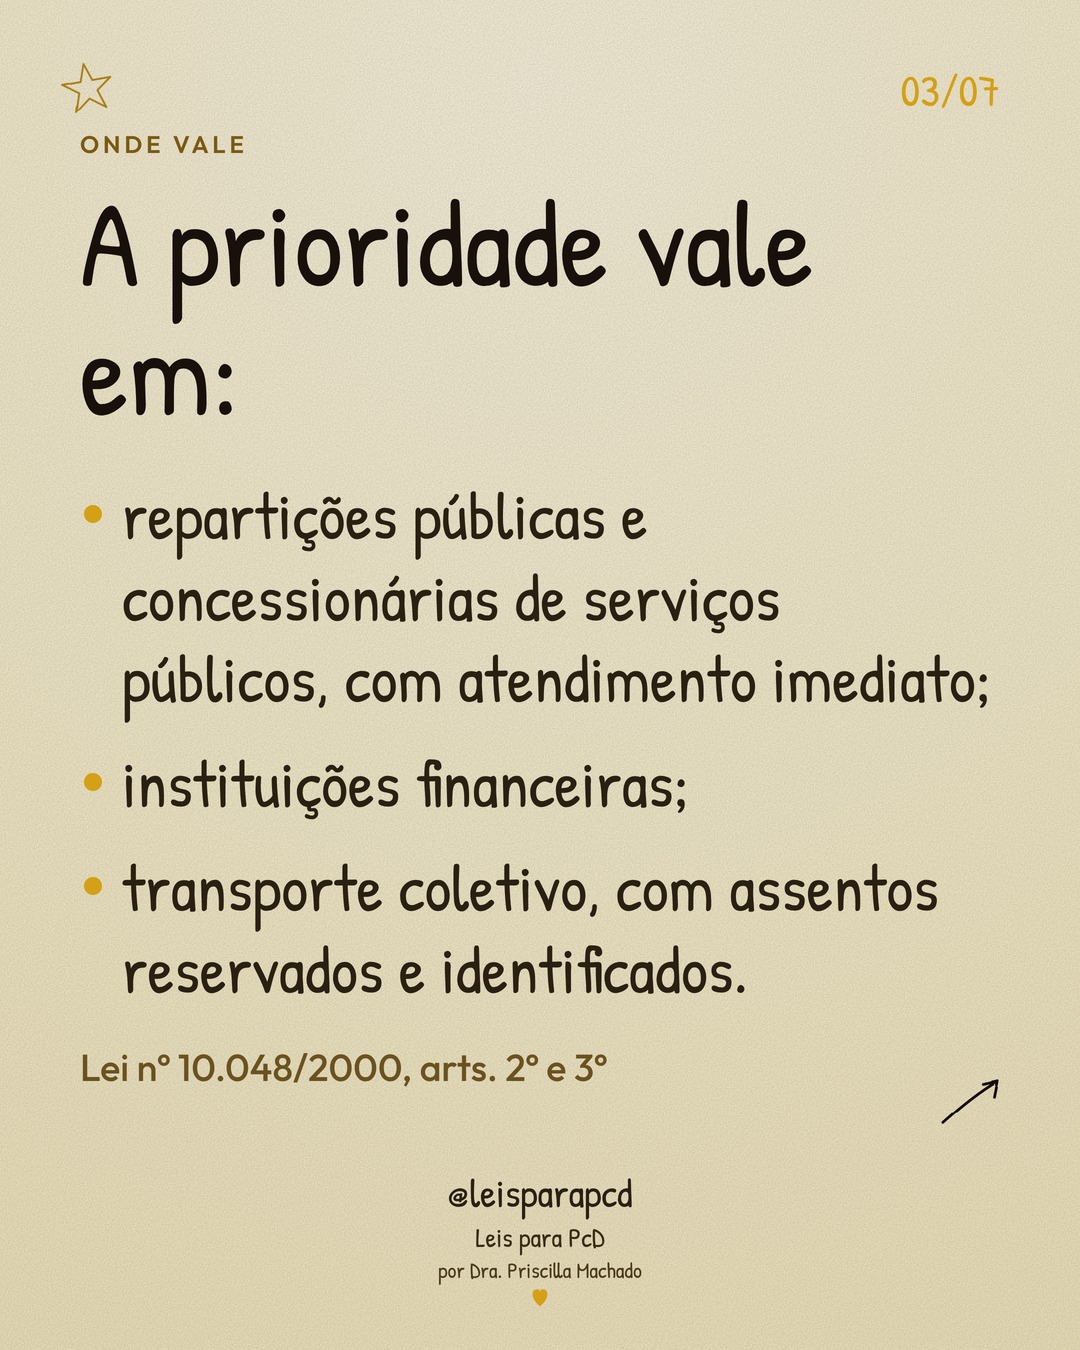 03/07
ONDE VALE
A prioridade vale
em:
• repartições públicas e
concessionárias de serviços
públicos, com atendimento imediato;
• instituições financeiras;
• transporte coletivo, com assentos
reservados e identificados.
Lei nº 10.048/2000, arts. 2º e 3º
@leisparapcd
Leis para PcD
por Dra. Priscilla Machado